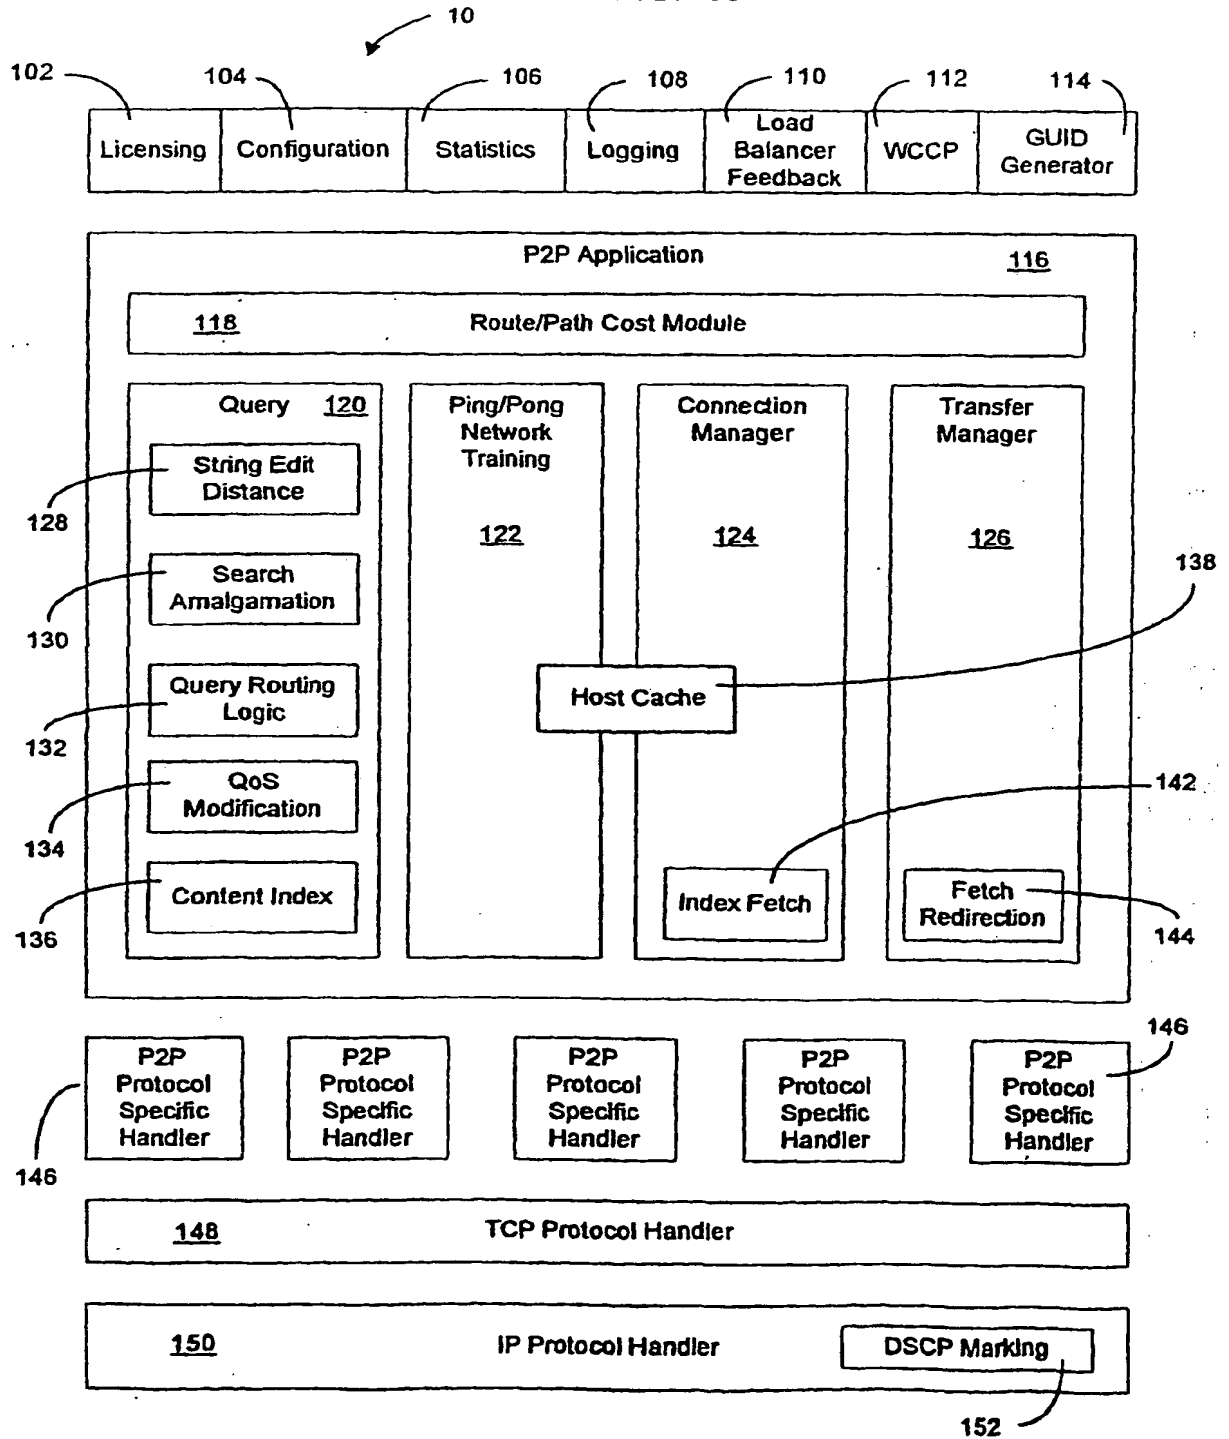 10
102
104
106
108
110
112
114
Licensing
Configuration
Statistics
Logging
Load
Balancer
Feedback
WCCP
GUID
Generator
P2P Application
116
118
Route/Path Cost Module
Query
120
String Edit
Distance
128
Search
Amalgamation
130
Query Routing
Logic
132
QoS
Modification
134
Content Index
136
Ping/Pong
Network
Training
122
Connection
Manager
124
Transfer
Manager
126
138
Host Cache
142
Index Fetch
Fetch
Redirection
144
146
P2P
Protocol
Specific
Handler
P2P
Protocol
Specific
Handler
P2P
Protocol
Specific
Handler
P2P
Protocol
Specific
Handler
P2P
Protocol
Specific
Handler
146
148
TCP Protocol Handler
150
IP Protocol Handler
DSCP Marking
152